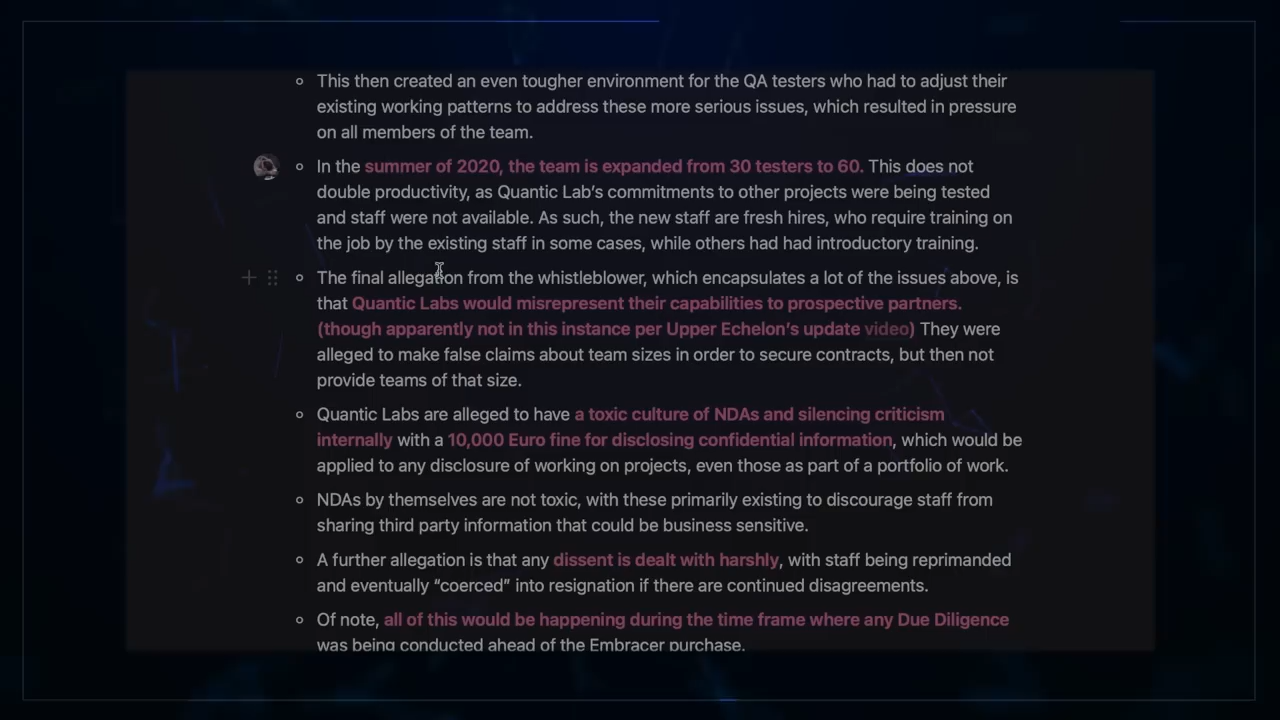 This then created an even tougher environment for the QA testers who had to adjust their
existing working patterns to address these more serious issues, which resulted in pressure
on all members of the team.
In the summer of 2020, the team is expanded from 30 testers to 60. This does not
double productivity, as Quantic Lab's commitments to other projects were being tested
and staff were not available. As such, the new staff are fresh hires, who require training on
the job by the existing staff in some cases, while others had had introductory training.
The final allegation from the whistleblower, which encapsulates a lot of the issues above, is
that Quantic Labs would misrepresent their capabilities to prospective partners.
(though apparently not in this instance per Upper Echelon's update video) They were
alleged to make false claims about team sizes in order to secure contracts, but then not
provide teams of that size.
Quantic Labs are alleged to have a toxic culture of NDAs and silencing criticism
internally with a 10,000 Euro fine for disclosing confidential information, which would be
applied to any disclosure of working on projects, even those as part of a portfolio of work.
NDAs by themselves are not toxic, with these primarily existing to discourage staff from
sharing third party information that could be business sensitive.
A further allegation is that any dissent is dealt with harshly, with staff being reprimanded
and eventually “coerced” into resignation if there are continued disagreements.
Of note, all of this would be happening during the time frame where any Due Diligence
was being conducted ahead of the Embracer purchase.